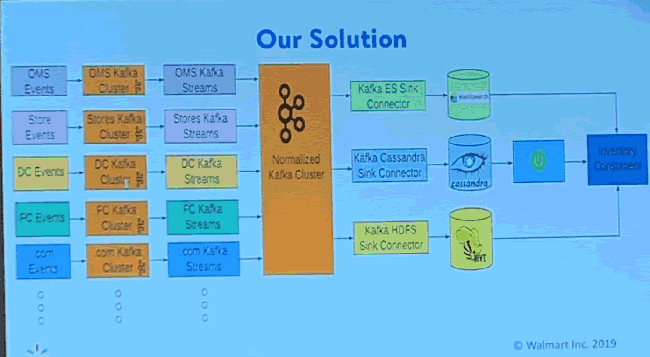 Our Solution
OMS
Events
OMS Kafka
Cluster
OMS Kafka
Streams
Store
Events
Stores Kafka
Cluster
Stores Kafka
Streams
DC Events
DC Kafka
Cluster
DC Kafka
Streams
FC Events
FC Kafka
Cluster
FC Kafka
Streams
.com
Events
.com Kafka
Cluster
.com Kafka
Streams
Normalized
Kafka Cluster
Kafka ES Sink
Connector
elasticsearch
Kafka Cassandra
Sink Connector
cassandra
Kafka HDFS
Sink Connector
HIVE
Inventory
Consumers
© Walmart Inc. 2019